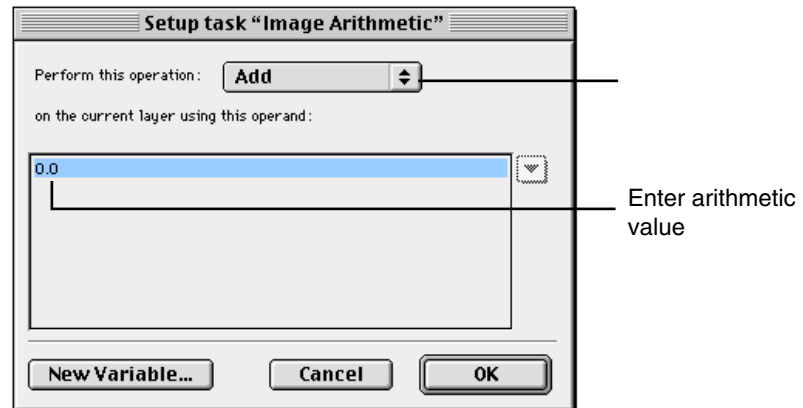 Setup task “Image Arithmetic”
Perform this operation: Add
on the current layer using this operand:
0.0
Enter arithmetic
value
New Variable... Cancel OK